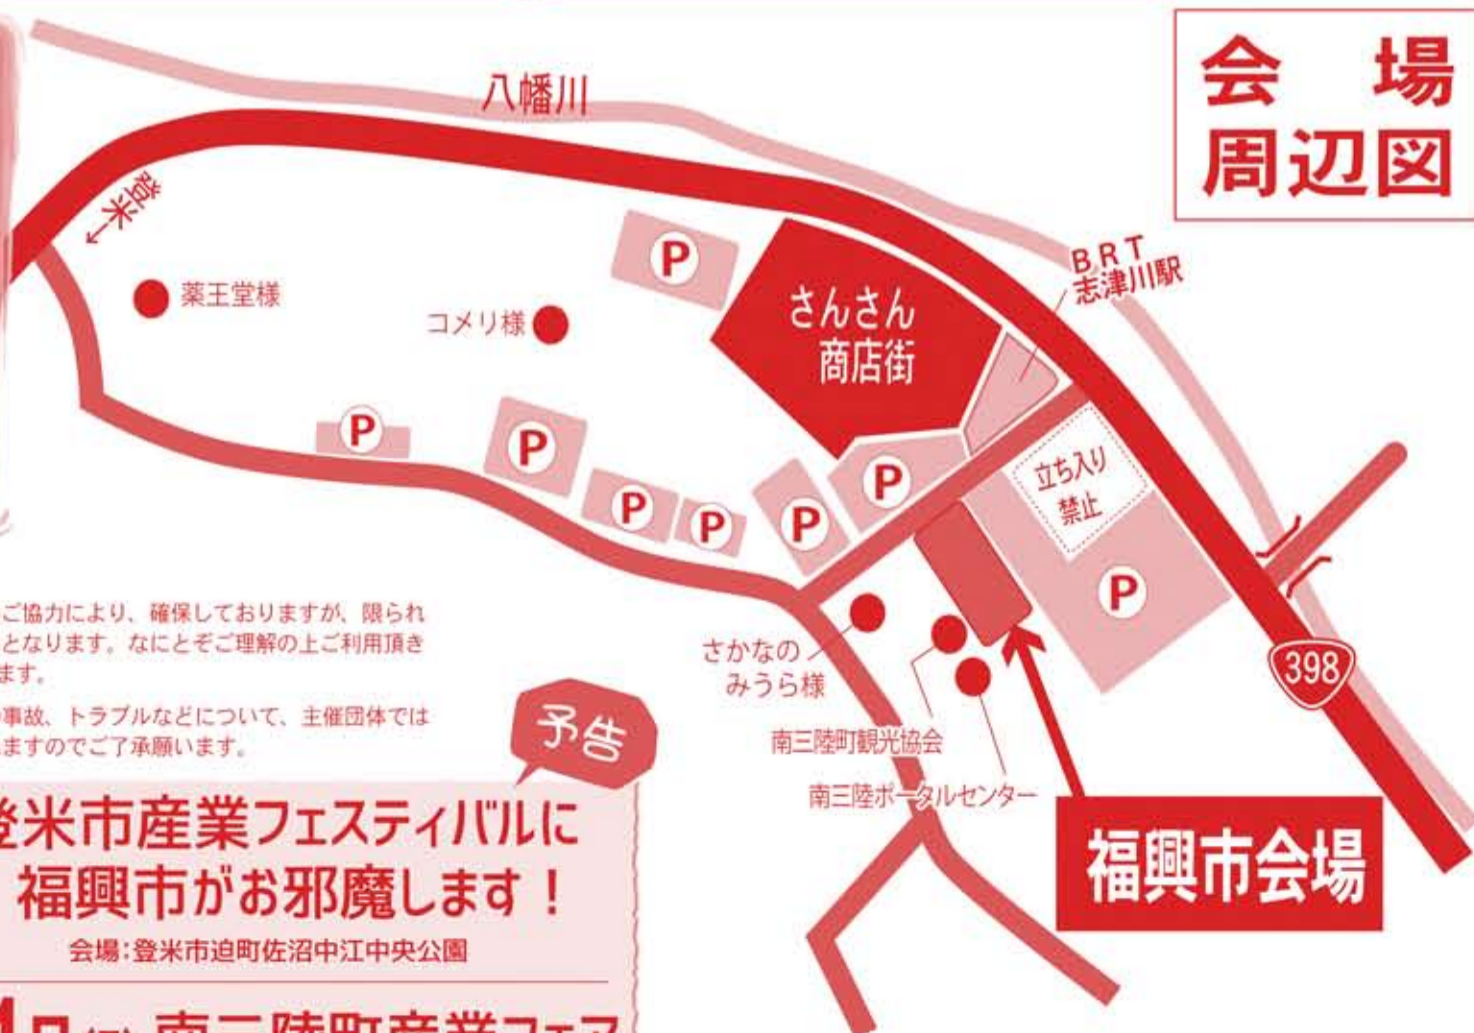 会場
周辺図
八幡川
登米→
BRT
志津川駅
P
薬王堂様
コメリ様
さんさん
商店街
P
P
P
P
P
P
立ち入り
禁止
P
398
さかなの
みうら様
南三陸町観光協会
南三陸ポータルセンター
福興市会場
ご協力により、確保しておりますが、限られ
となります。なにとぞご理解の上ご利用頂き
ます。
事故、トラブルなどについて、主催団体では
ますのでご了承願います。
予告
登米市産業フェスティバルに
福興市がお邪魔します！
会場：登米市迫町佐沼中江中央公園
南三陸町産業フェア